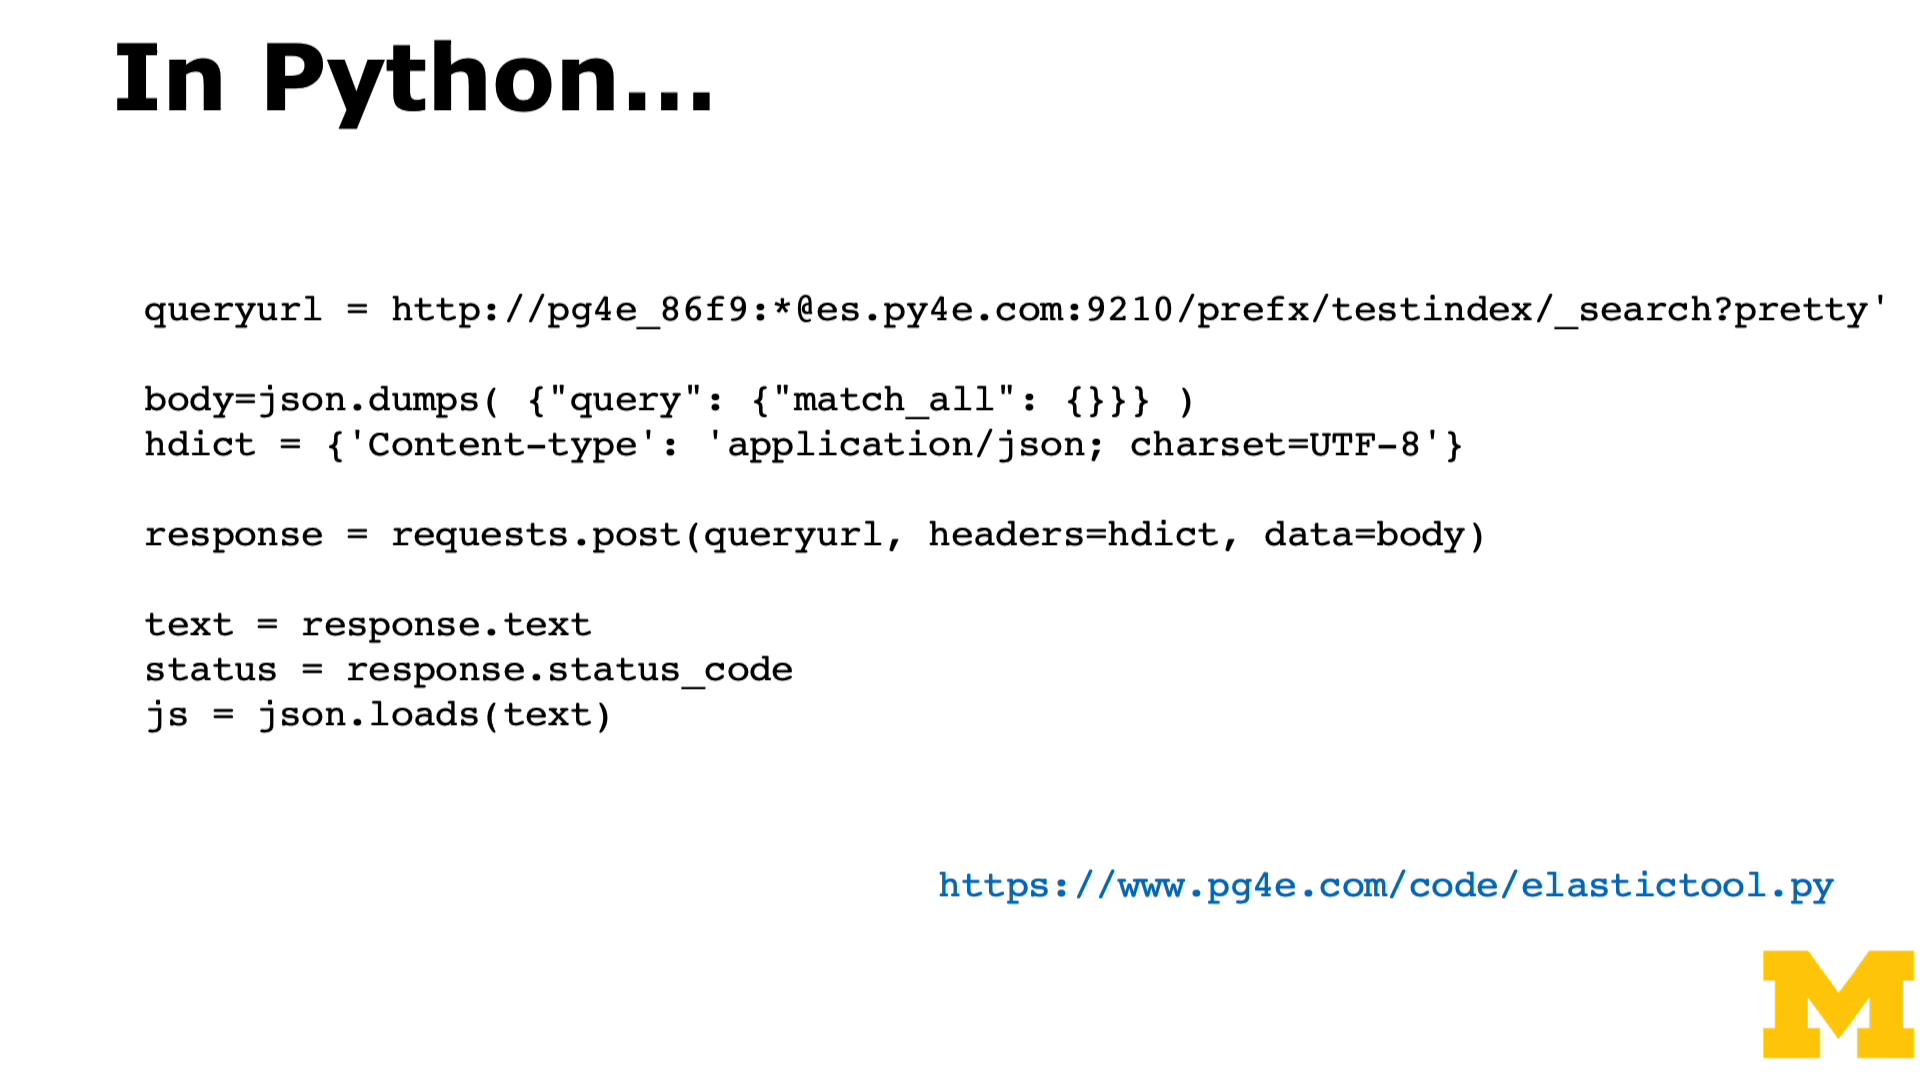 In Python…
queryurl = http://pg4e_86f9:*@es.py4e.com:9210/prefx/testindex/_search?pretty'
body=json.dumps( {"query": {"match_all": {}}} )
hdict = {'Content-type': 'application/json; charset=UTF-8'}
response = requests.post(queryurl, headers=hdict, data=body)
text = response.text
status = response.status_code
js = json.loads(text)
https://www.pg4e.com/code/elastictool.py
M